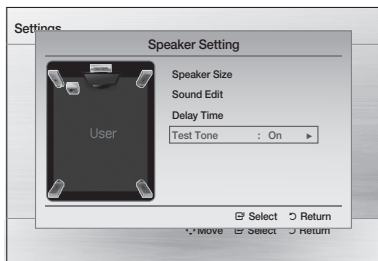 Settings
Speaker Setting
Speaker Size
Sound Edit
Delay Time
User
Test Tone : On ►
Select Return
Move Select Return